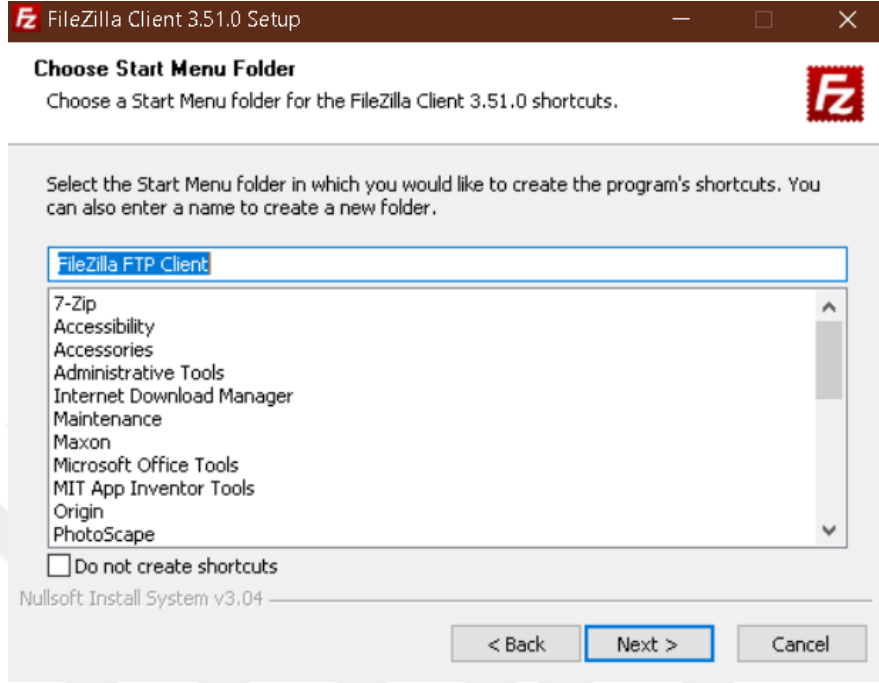 FileZilla Client 3.51.0 Setup
Choose Start Menu Folder
Choose a Start Menu folder for the FileZilla Client 3.51.0 shortcuts.
Fz
Select the Start Menu folder in which you would like to create the program's shortcuts. You
can also enter a name to create a new folder.
FileZilla FTP Client
7-Zip
Accessibility
Accessories
Administrative Tools
Internet Download Manager
Maintenance
Maxon
Microsoft Office Tools
MIT App Inventor Tools
Origin
PhotoScape
Do not create shortcuts
Nullsoft Install System v3.04
< Back Next > Cancel